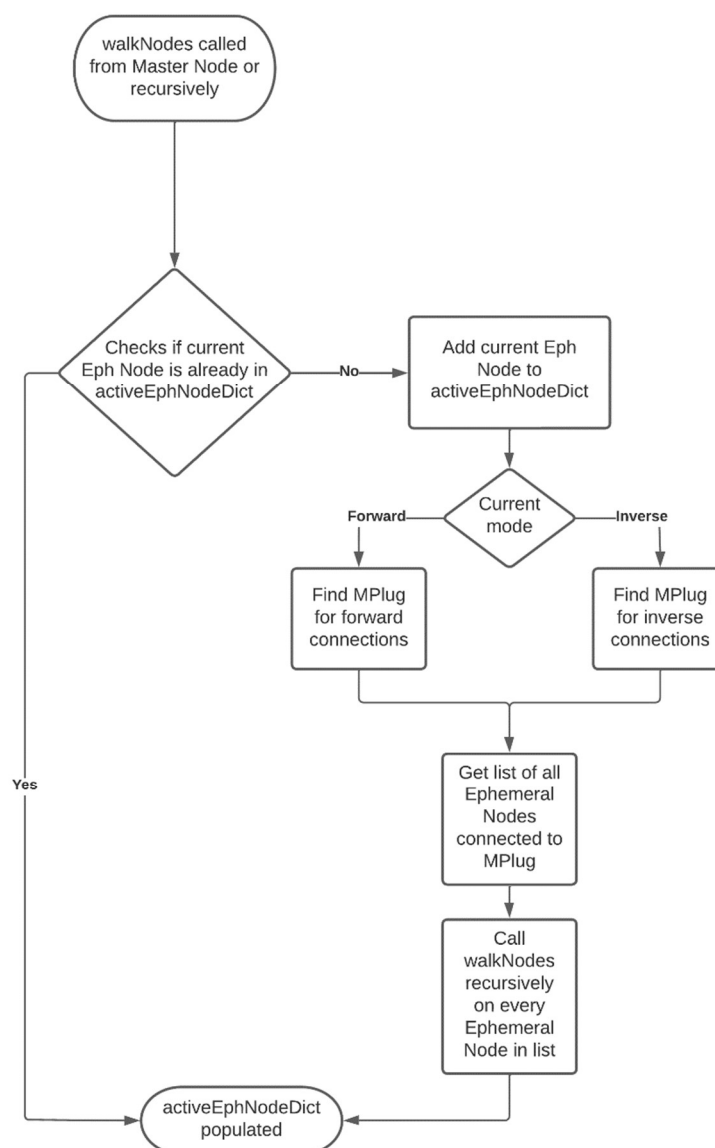 walkNodes called
from Master Node or
recursively
Checks if current
Eph Node is already in
activeEphNodeDict
No
Add current Eph
Node to
activeEphNodeDict
Current
mode
Forward
Inverse
Find MPlug
for forward
connections
Find MPlug
for inverse
connections
Get list of all
Ephemeral
Nodes
connected to
MPlug
Yes
Call
walkNodes
recursively
on every
Ephemeral
Node in list
activeEphNodeDict
populated